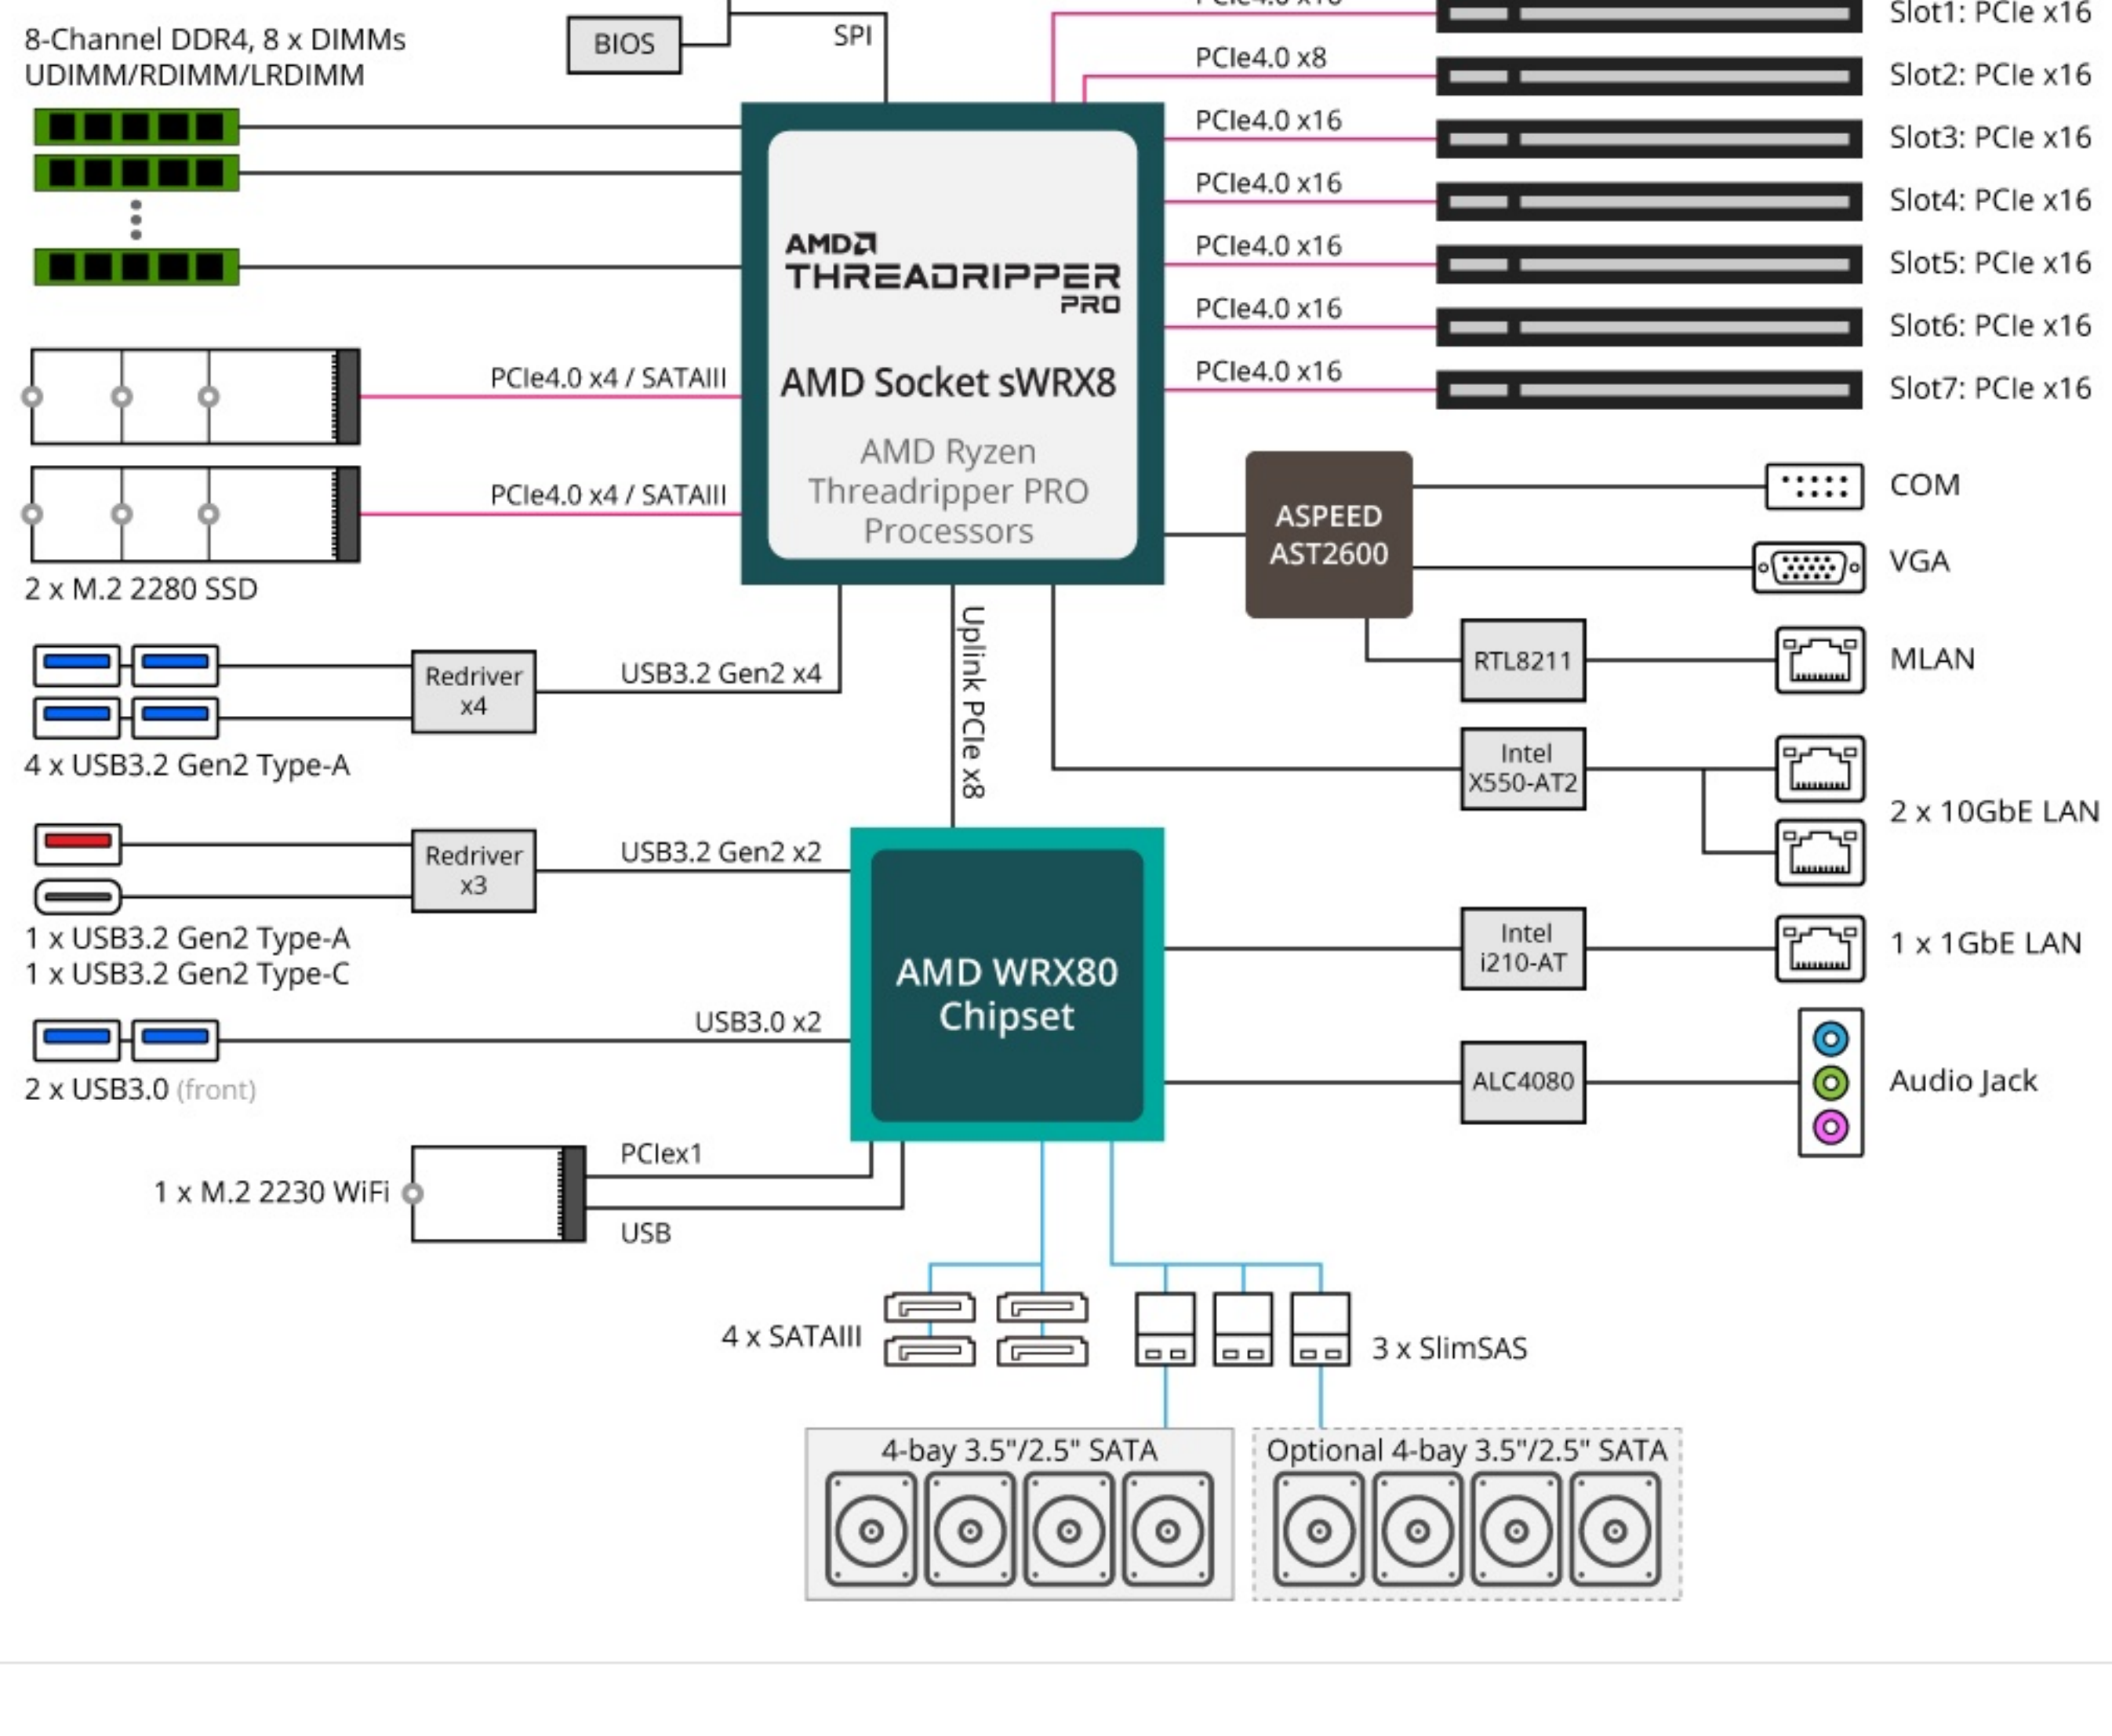 Slot1: PCIe x16
8-Channel DDR4, 8 x DIMMs
UDIMM/RDIMM/LRDIMM
BIOS
SPI
PCIe4.0 x8
Slot2: PCIe x16
PCIe4.0 x16
Slot3: PCIe x16
PCIe4.0 x16
Slot4: PCIe x16
PCIe4.0 x16
Slot5: PCIe x16
PCIe4.0 x16
Slot6: PCIe x16
PCIe4.0 x16
Slot7: PCIe x16
AMD
THREADRIPPER
PRO
AMD Socket sWRX8
AMD Ryzen
Threadripper PRO
Processors
PCIe4.0 x4 / SATAIII
PCIe4.0 x4 / SATAIII
2 x M.2 2280 SSD
ASPEED
AST2600
COM
VGA
RTL8211
MLAN
Redriver
x4
USB3.2 Gen2 x4
4 x USB3.2 Gen2 Type-A
Uplink PCIe x8
Intel
X550-AT2
2 x 10GbE LAN
Redriver
x3
USB3.2 Gen2 x2
1 x USB3.2 Gen2 Type-A
1 x USB3.2 Gen2 Type-C
AMD WRX80
Chipset
Intel
i210-AT
1 x 1GbE LAN
USB3.0 x2
2 x USB3.0 (front)
ALC4080
Audio Jack
1 x M.2 2230 WiFi
PCIex1
USB
4 x SATAIII
3 x SlimSAS
4-bay 3.5"/2.5" SATA
Optional 4-bay 3.5"/2.5" SATA